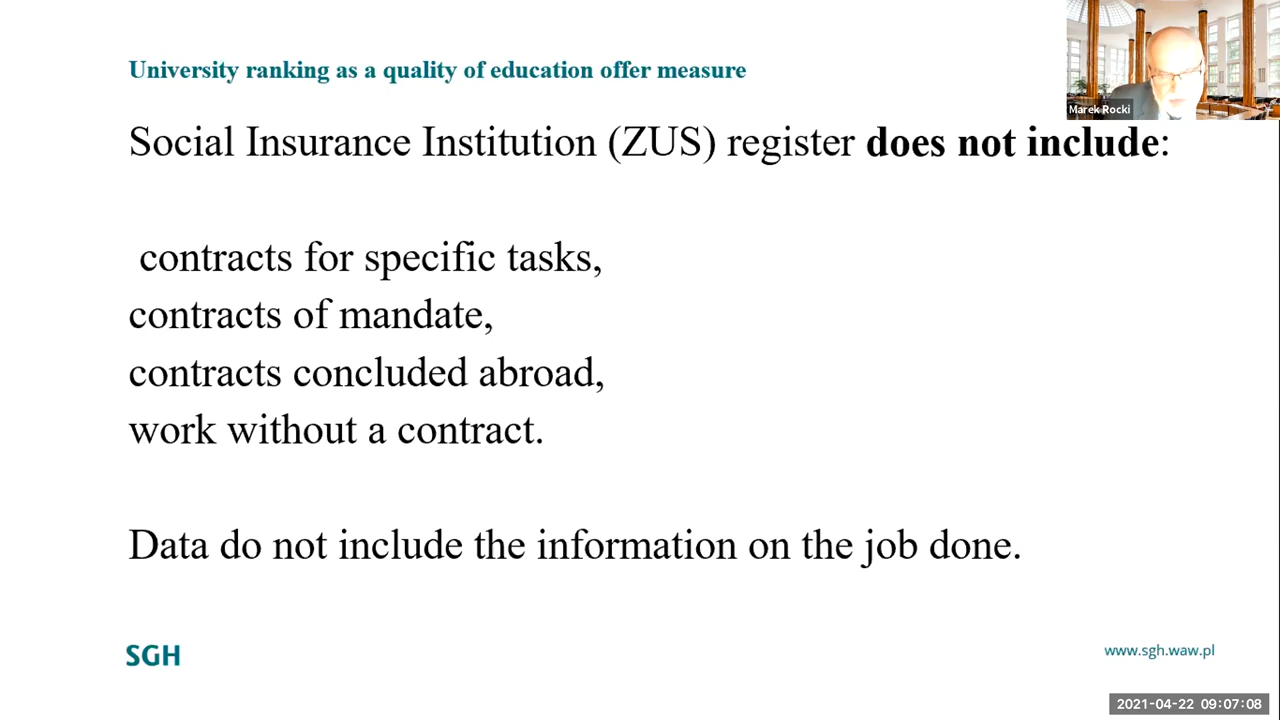 University ranking as a quality of education offer measure
Marek Rocki
Social Insurance Institution (ZUS) register does not include:
contracts for specific tasks,
contracts of mandate,
contracts concluded abroad,
work without a contract.
Data do not include the information on the job done.
SGH
www.sgh.waw.pl
2021-04-22 09:07:08